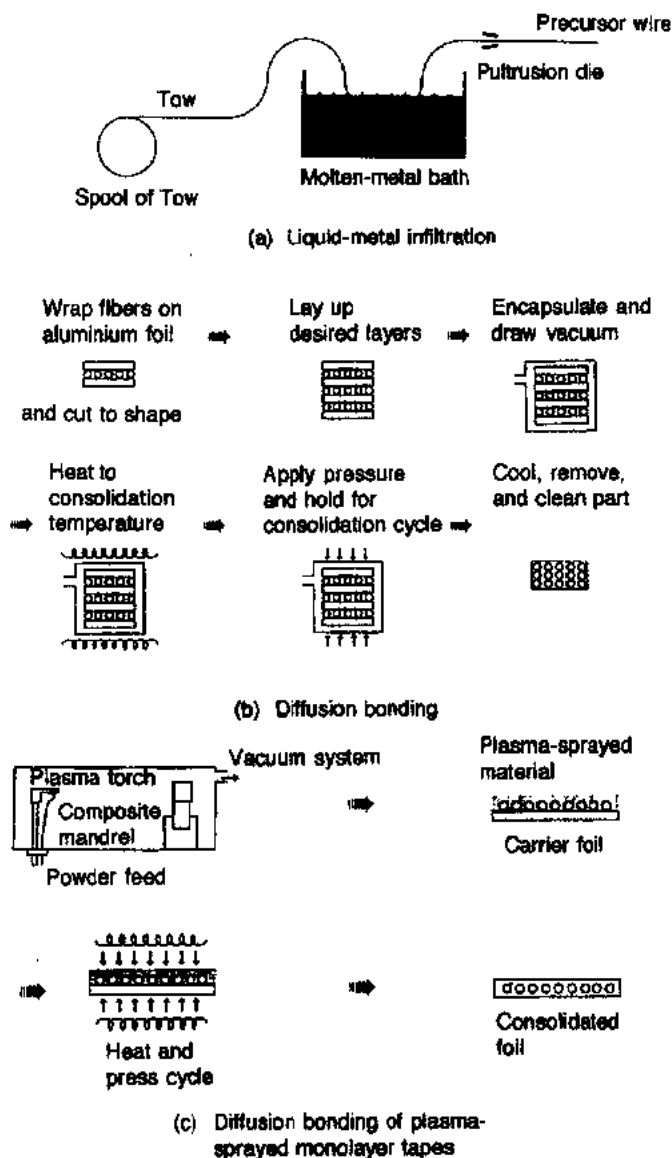 Precursor wire
Pultrusion die
Tow
Spool of Tow
Molten-metal bath
(a) Liquid-metal infiltration
Wrap fibers on
aluminium foil
and cut to shape
Lay up
desired layers
Encapsulate and
draw vacuum
Heat to
consolidation
temperature
Apply pressure
and hold for
consolidation cycle
Cool, remove,
and clean part
(b) Diffusion bonding
Plasma torch
Composite
mandrel
Powder feed
Vacuum system
Plasma-sprayed
material
Carrier foil
Heat and
press cycle
Consolidated
foil
(c) Diffusion bonding of plasma-
sprayed monolayer tapes